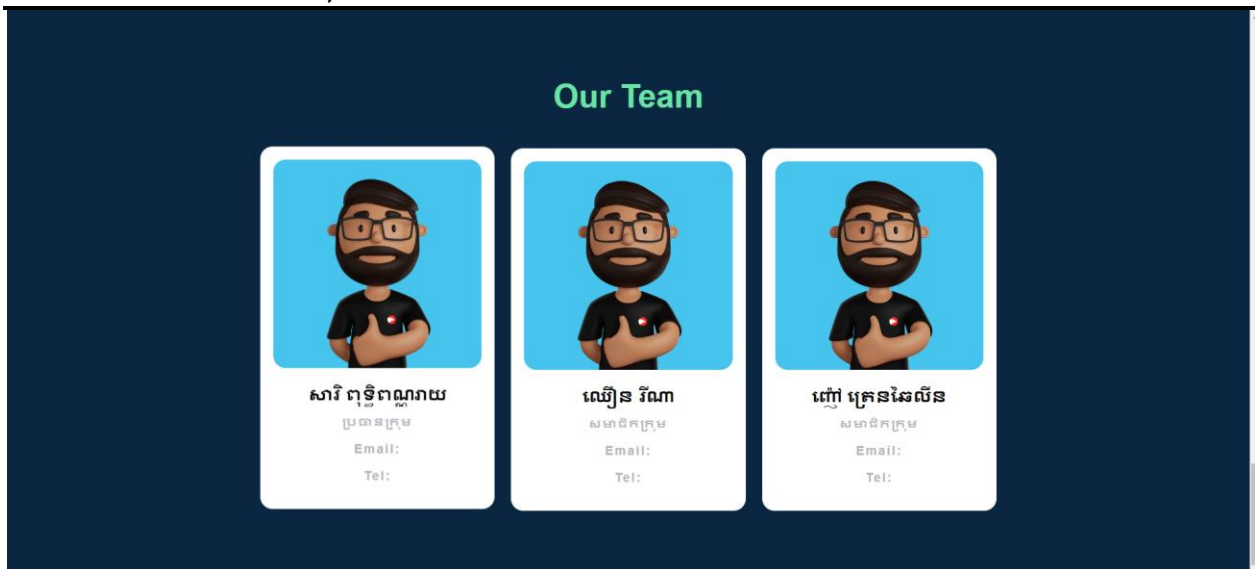 Our Team
សារិ ពុទ្ធិពណ្ណរាយ
ប្រធានក្រុម
Email:
Tel:
ឈឿន រីណា
សមាជិកក្រុម
Email:
Tel:
ញ៉ៅ ត្រេនឆៃលីន
សមាជិកក្រុម
Email:
Tel: